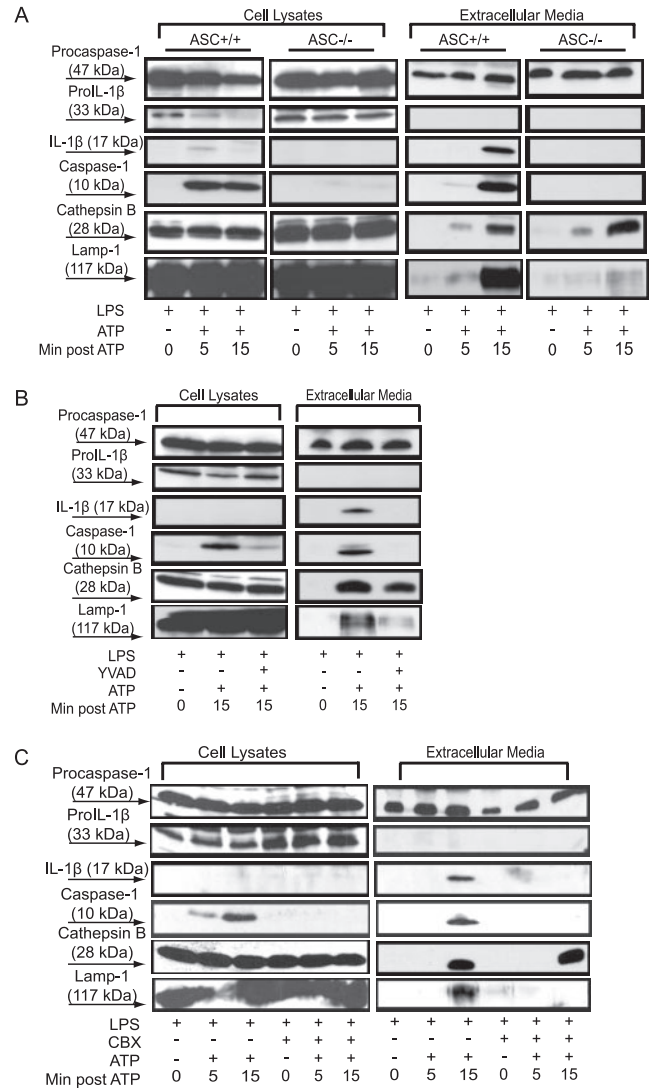 A
Cell Lysates Extracellular Media
ASC+/+ ASC-/- ASC+/+ ASC-/-
Procaspase-1
(47 kDa)
ProIL-1β
(33 kDa)
IL-1β (17 kDa)
Caspase-1
(10 kDa)
Cathepsin B
(28 kDa)
Lamp-1
(117 kDa)
LPS + + + + + + + + + + + +
ATP - + + - + + - + + - + +
Min post ATP 0 5 15 0 5 15 0 5 15 0 5 15
B
Cell Lysates Extracellular Media
Procaspase-1
(47 kDa)
ProIL-1β
(33 kDa)
IL-1β (17 kDa)
Caspase-1
(10 kDa)
Cathepsin B
(28 kDa)
Lamp-1
(117 kDa)
LPS + + + + + +
YVAD - - + - - +
ATP - + + - + +
Min post ATP 0 15 15 0 15 15
C
Cell Lysates Extracellular Media
Procaspase-1
(47 kDa)
ProIL-1β
(33 kDa)
IL-1β (17 kDa)
Caspase-1
(10 kDa)
Cathepsin B
(28 kDa)
Lamp-1
(117 kDa)
LPS + + + + + + + + + + + +
CBX - - - + + + - - - + + +
ATP - + + - + + - + + - + +
Min post ATP 0 5 15 0 5 15 0 5 15 0 5 15